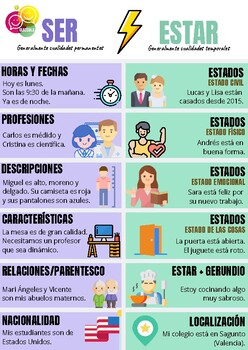 SER
ESTAR
Generalmente cualidades permanentes
Generalmente cualidades temporales
HORAS Y FECHAS
Hoy es lunes.
Son las 9:30 de la mañana.
Ya es de noche.
ESTADOS
ESTADO CIVIL
Lucas y Lisa están
casados desde 2015.
PROFESIONES
Carlos es médido y
Cristina es científica.
ESTADOS
ESTADO FÍSICO
Andrés está en
buena forma.
DESCRIPCIONES
Miguel es alto, moreno y
delgado. Su camiseta es roja
y sus pantalones son azules.
ESTADOS
ESTADO EMOCIONAL
Sara está feliz por
su nuevo trabajo.
CARACTERÍSTICAS
La mesa es de gran calidad.
Necesitamos un profesor
que sea dinámico.
ESTADOS
ESTADO DE LAS COSAS
La puerta está abierta.
El juguete está roto.
RELACIONES/PARENTESCO
Mari Ángeles y Vicente
son mis abuelos maternos.
ESTAR + GERUNDIO
Estoy cocinando algo
muy sabroso.
NACIONALIDAD
Mis estudiantes son de
Estados Unidos.
LOCALIZACIÓN
Mi colegio está en Sagunto
(Valencia).